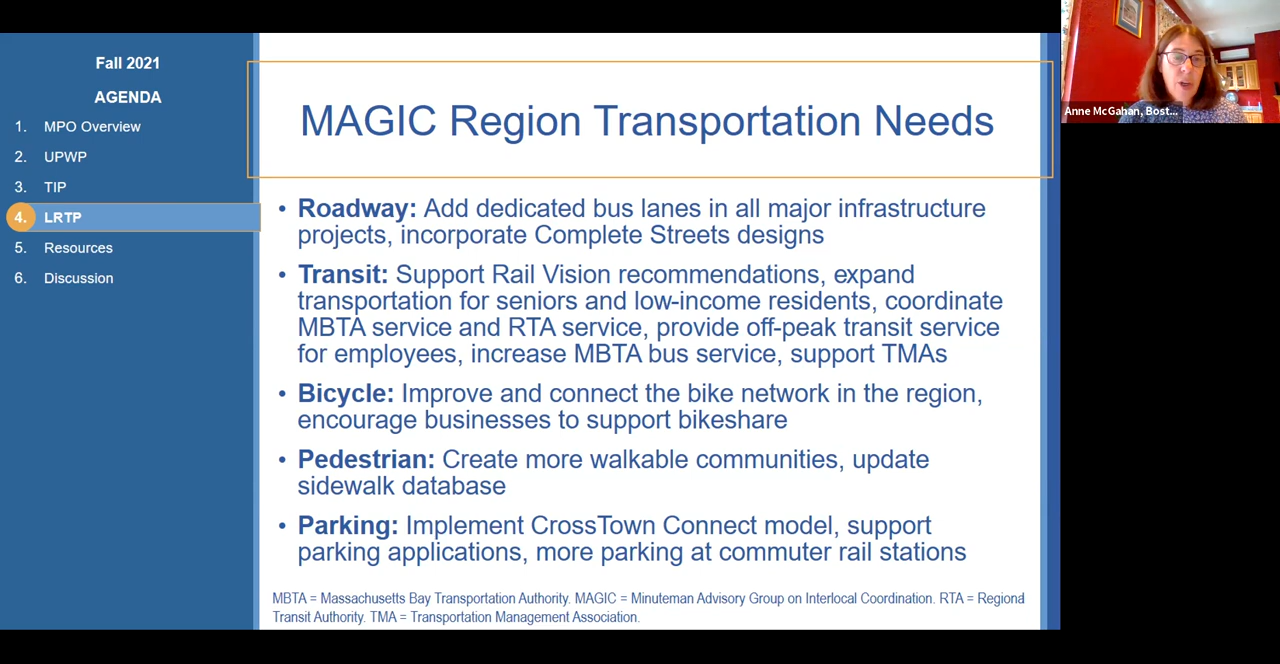 Fall 2021
AGENDA
1. MPO Overview
2. UPWP
3. TIP
4. LRTP
5. Resources
6. Discussion
MAGIC Region Transportation Needs
• Roadway: Add dedicated bus lanes in all major infrastructure
projects, incorporate Complete Streets designs
• Transit: Support Rail Vision recommendations, expand
transportation for seniors and low-income residents, coordinate
MBTA service and RTA service, provide off-peak transit service
for employees, increase MBTA bus service, support TMAs
• Bicycle: Improve and connect the bike network in the region,
encourage businesses to support bikeshare
• Pedestrian: Create more walkable communities, update
sidewalk database
• Parking: Implement CrossTown Connect model, support
parking applications, more parking at commuter rail stations
MBTA = Massachusetts Bay Transportation Authority. MAGIC = Minuteman Advisory Group on Interlocal Coordination. RTA = Regional
Transit Authority. TMA = Transportation Management Association.
Anne McGahan, Bost...